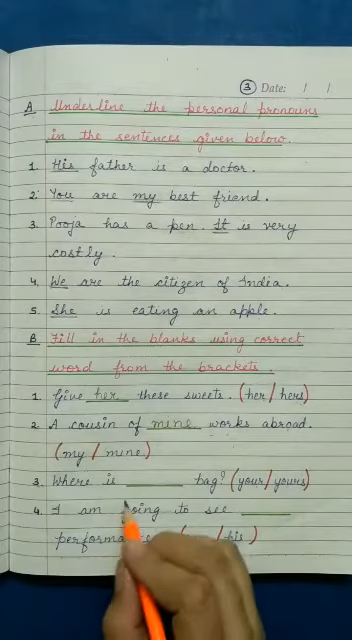 ③ Date: / /
A Underline the personal pronouns
in the sentences given below.
1. His father is a doctor.
2. You are my best friend.
3. Pooja has a pen. It is very
costly.
4. We are the citizen of India.
5. She is eating an apple.
B Fill in the blanks using correct
word from the brackets.
1. Give her these sweets. (her/hers)
2. A cousin of mine works abroad.
(my/mine)
3. Where is ______ bag? (your/yours)
4. I am going to see ______
/his)